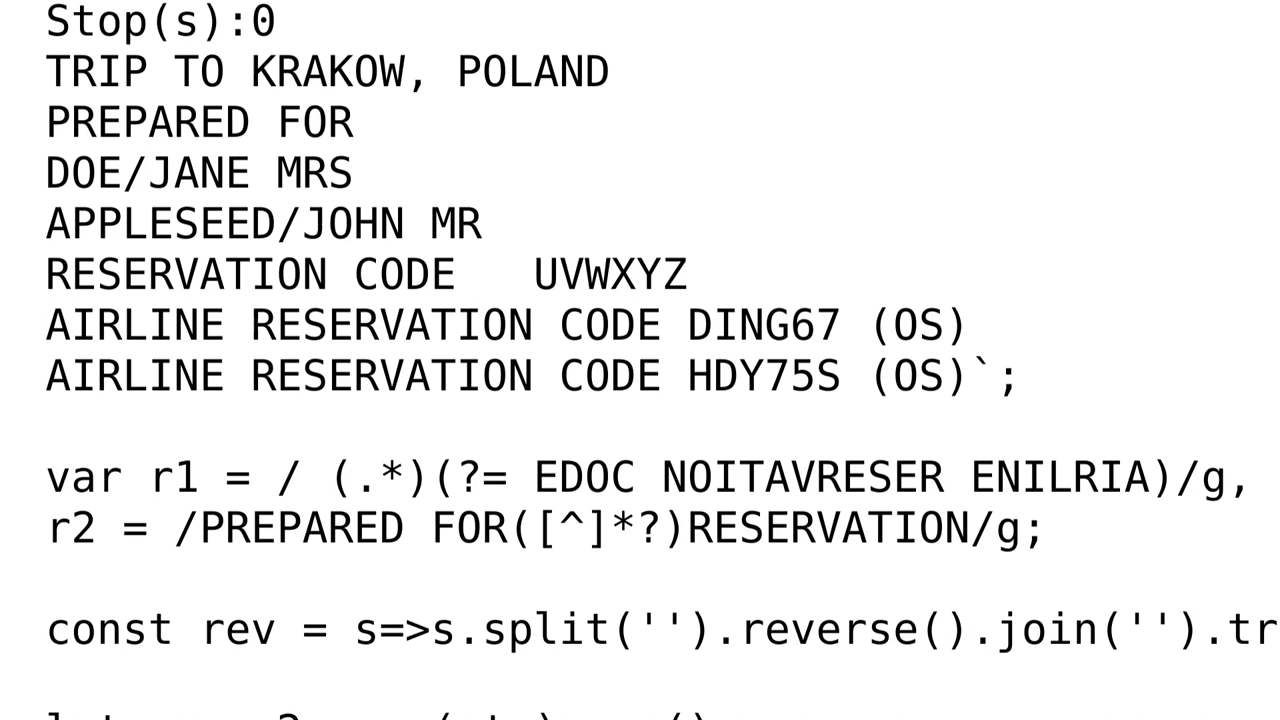 Stop(s):0
TRIP TO KRAKOW, POLAND
PREPARED FOR
DOE/JANE MRS
APPLESEED/JOHN MR
RESERVATION CODE   UVWXYZ
AIRLINE RESERVATION CODE DING67 (OS)
AIRLINE RESERVATION CODE HDY75S (OS)`;

var r1 = / (.*)(?= EDOC NOITAVRESER ENILRIA)/g,
r2 = /PREPARED FOR([^]*?)RESERVATION/g;

const rev = s=>s.split('').reverse().join('').tr